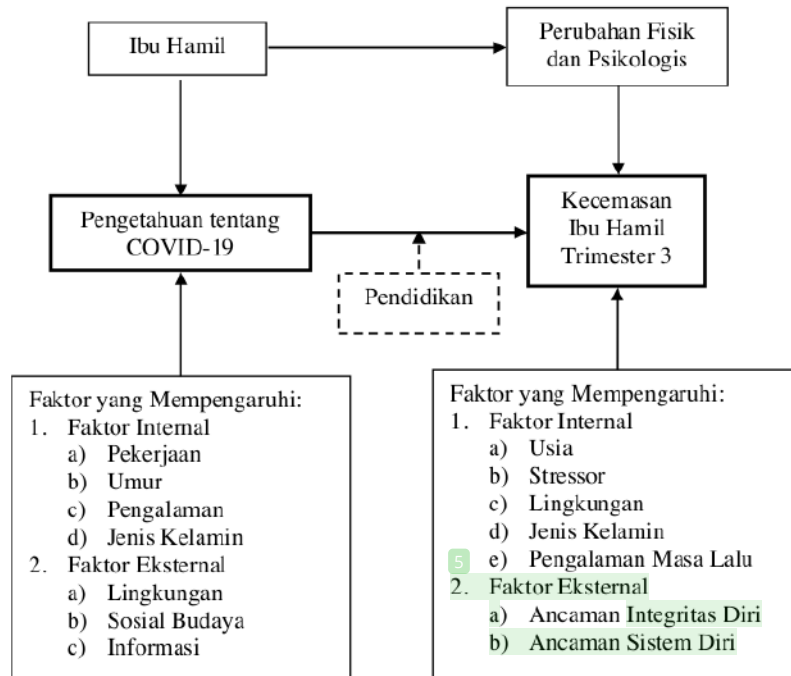 Ibu Hamil
Perubahan Fisik
dan Psikologis
Pengetahuan tentang
COVID-19
Kecemasan
Ibu Hamil
Trimester 3
Pendidikan
Faktor yang Mempengaruhi:
1. Faktor Internal
a) Pekerjaan
b) Umur
c) Pengalaman
d) Jenis Kelamin
2. Faktor Eksternal
a) Lingkungan
b) Sosial Budaya
c) Informasi
Faktor yang Mempengaruhi:
1. Faktor Internal
a) Usia
b) Stressor
c) Lingkungan
d) Jenis Kelamin
5 e) Pengalaman Masa Lalu
2. Faktor Eksternal
a) Ancaman Integritas Diri
b) Ancaman Sistem Diri